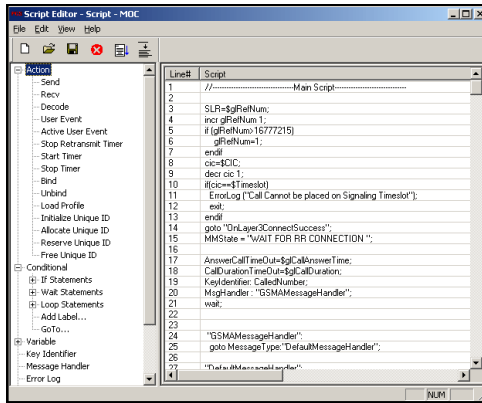 Script Editor - Script - MOC
File Edit View Help
Action
Send
Recv
Decode
User Event
Active User Event
Stop Retransmit Timer
Start Timer
Stop Timer
Bind
Unbind
Load Profile
Initialize Unique ID
Allocate Unique ID
Reserve Unique ID
Free Unique ID
Conditional
If Statements
Wait Statements
Loop Statements
Add Label...
GoTo...
Variable
Key Identifier
Message Handler
Error Log
Line# Script
1 //--------------------------------Main Script----------------------------
2
3 SLR=$glRefNum;
4 incr glRefNum 1;
5 if (glRefNum>16777215)
6 glRefNum=1;
7 endif
8 cic=$CIC;
9 decr cic 1;
10 if(cic==$Timeslot)
11 ErrorLog ("Call Cannot be placed on Signaling Timeslot");
12 exit;
13 endif
14 goto "OnLayer3ConnectSuccess";
15 MMState = "WAIT FOR RR CONNECTION ";
16
17 AnswerCallTimeOut=$glCallAnswerTime;
18 CallDurationTimeOut=$glCallDuration;
19 KeyIdentifier: CalledNumber;
20 MsgHandler : "GSMAMessageHandler";
21 wait;
22
23
24 "GSMAMessageHandler":
25 goto MessageType:"DefaultMessageHandler";
26
27 "DefaultMessageHandler":
NUM